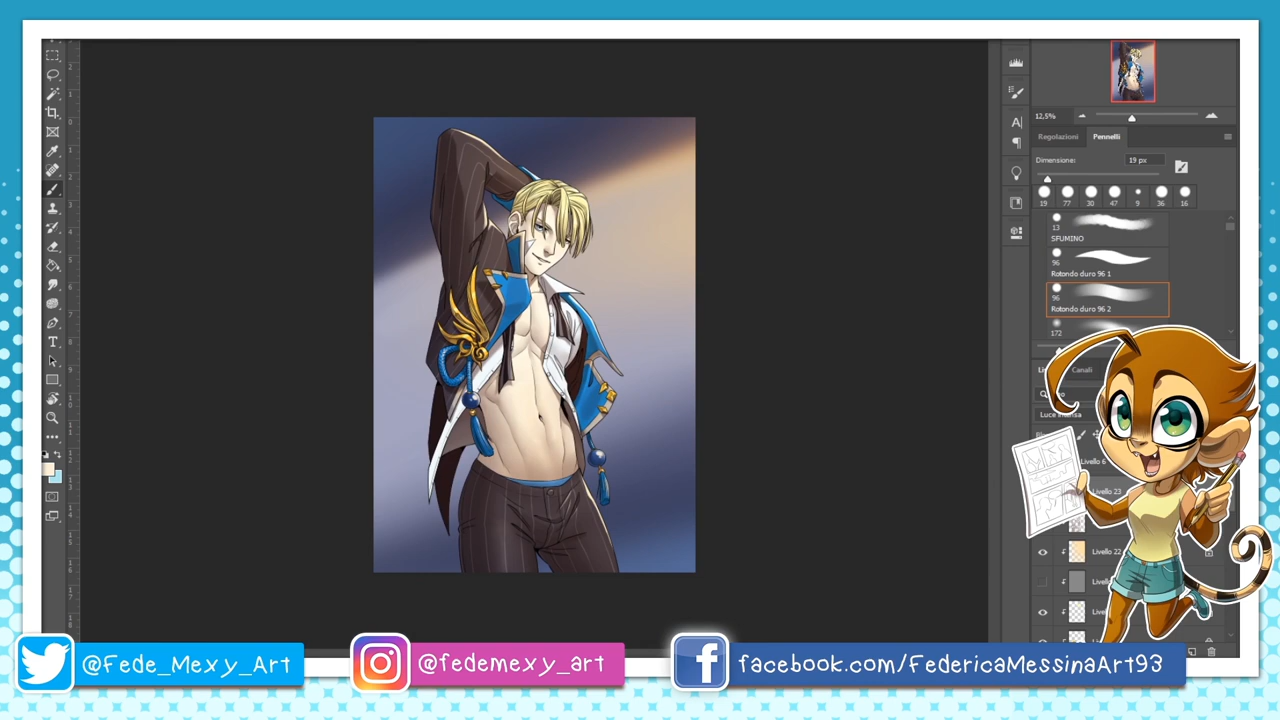 12,5%
Regolazioni Pennelli
Dimensione: 19 px
19 77 30 47 9 36 16
13
SFUMINO
96
Rotondo duro 96 1
96
Rotondo duro 96 2
172
Canali
Luce intensa
Livello 6
Livello 23
Livello 22
Livello
Livello
@Fede_Mexy_Art
@fedemexy_art
facebook.com/FedericaMessinaArt93